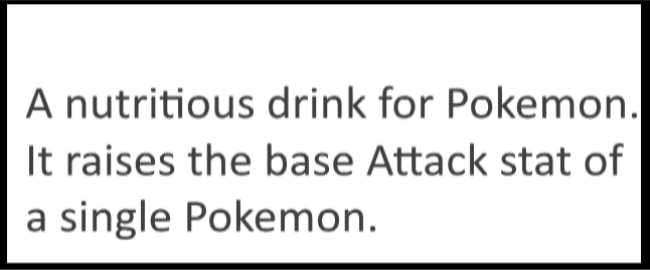 A nutritious drink for Pokemon.
It raises the base Attack stat of
a single Pokemon.